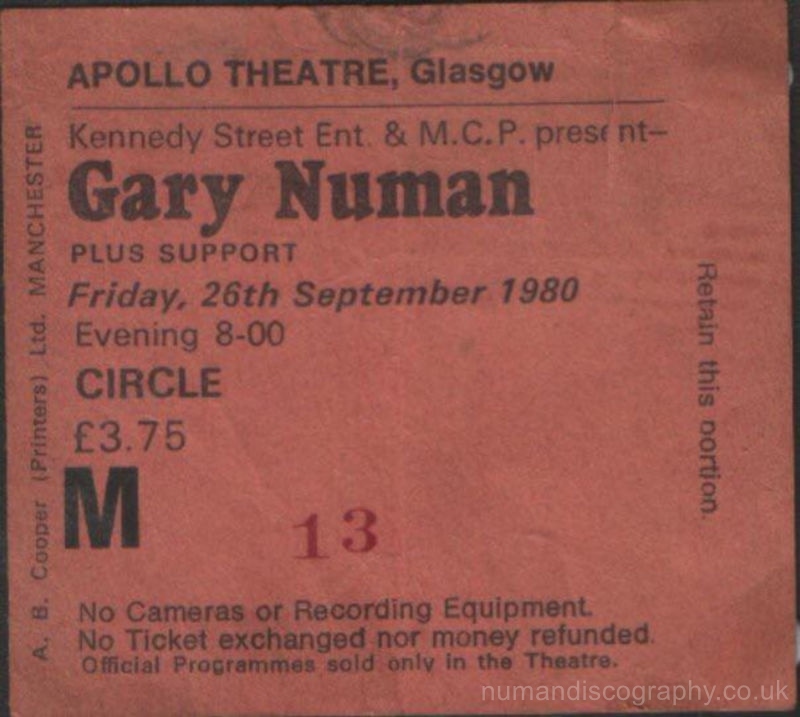 APOLLO THEATRE, Glasgow
Kennedy Street Ent. & M.C.P. present–
Gary Numan
PLUS SUPPORT
Friday, 26th September 1980
Evening 8-00
CIRCLE
£3.75
M
13
No Cameras or Recording Equipment.
No Ticket exchanged nor money refunded.
Official Programmes sold only in the Theatre.
A. B. Cooper (Printers) Ltd. MANCHESTER
Retain this portion.
numandiscography.co.uk